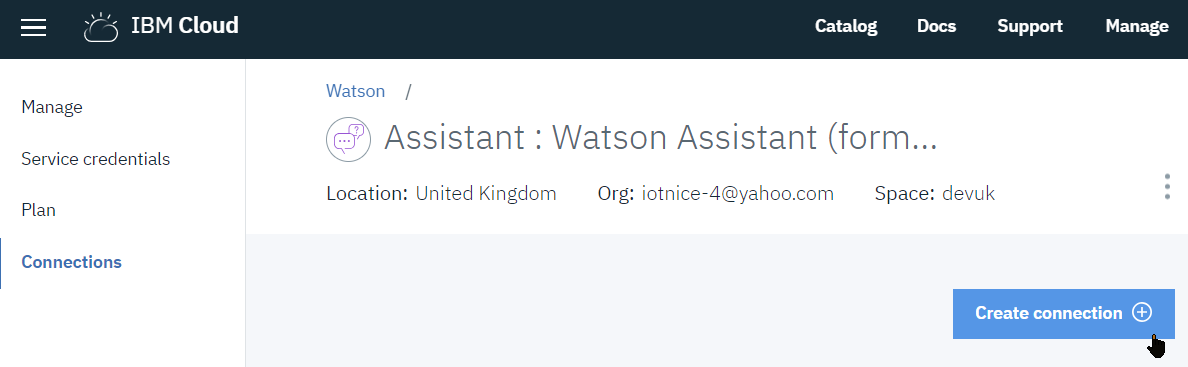 IBM Cloud
Catalog Docs Support Manage
Manage
Service credentials
Plan
Connections
Watson /
Assistant : Watson Assistant (form...
Location: United Kingdom Org: iotnice-4@yahoo.com Space: devuk
Create connection